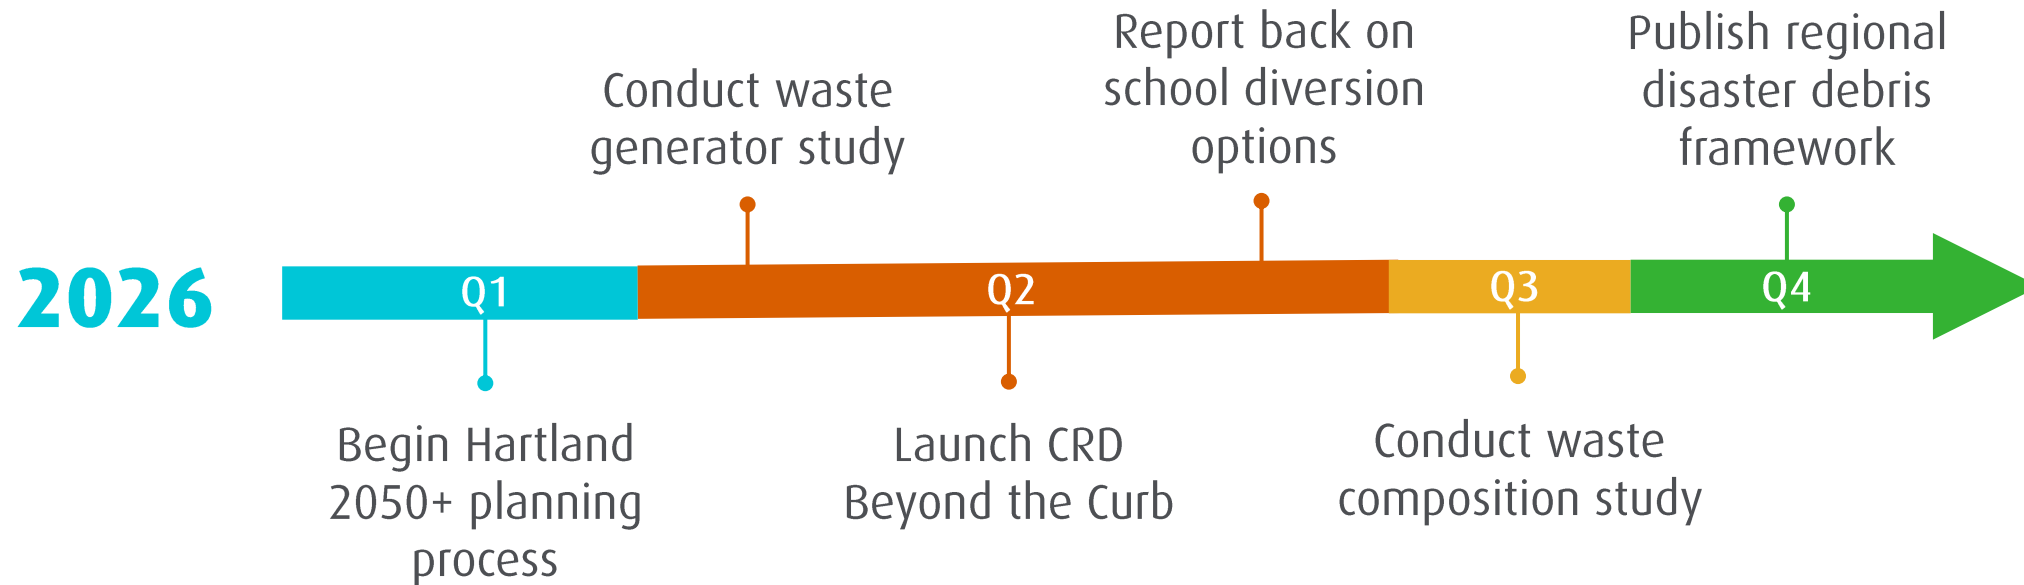 Report back on
school diversion
options
Publish regional
disaster debris
framework
Conduct waste
generator study
2026
Q1
Q2
Q3
Q4
Begin Hartland
2050+ planning
process
Launch CRD
Beyond the Curb
Conduct waste
composition study